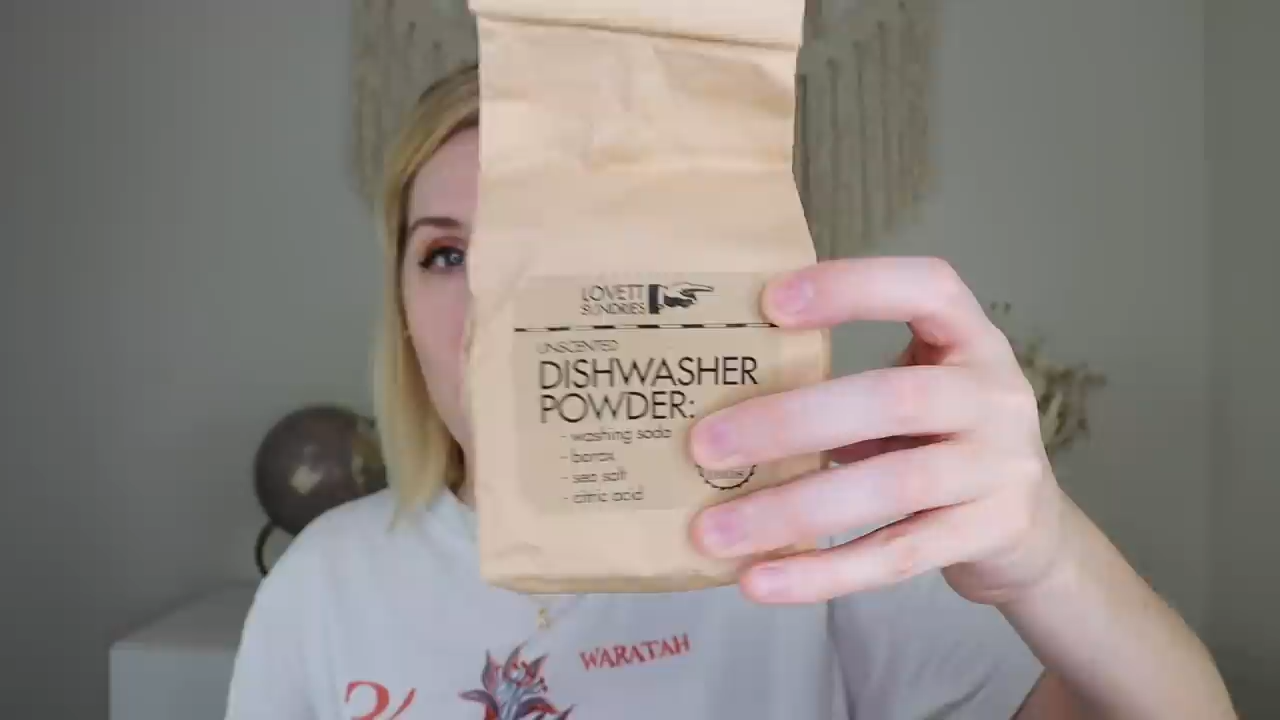 LOVETT
SUNDRIES
UNSCENTED
DISHWASHER
POWDER:
- washing soda
- borax
- sea salt
- citric acid
WARATAH